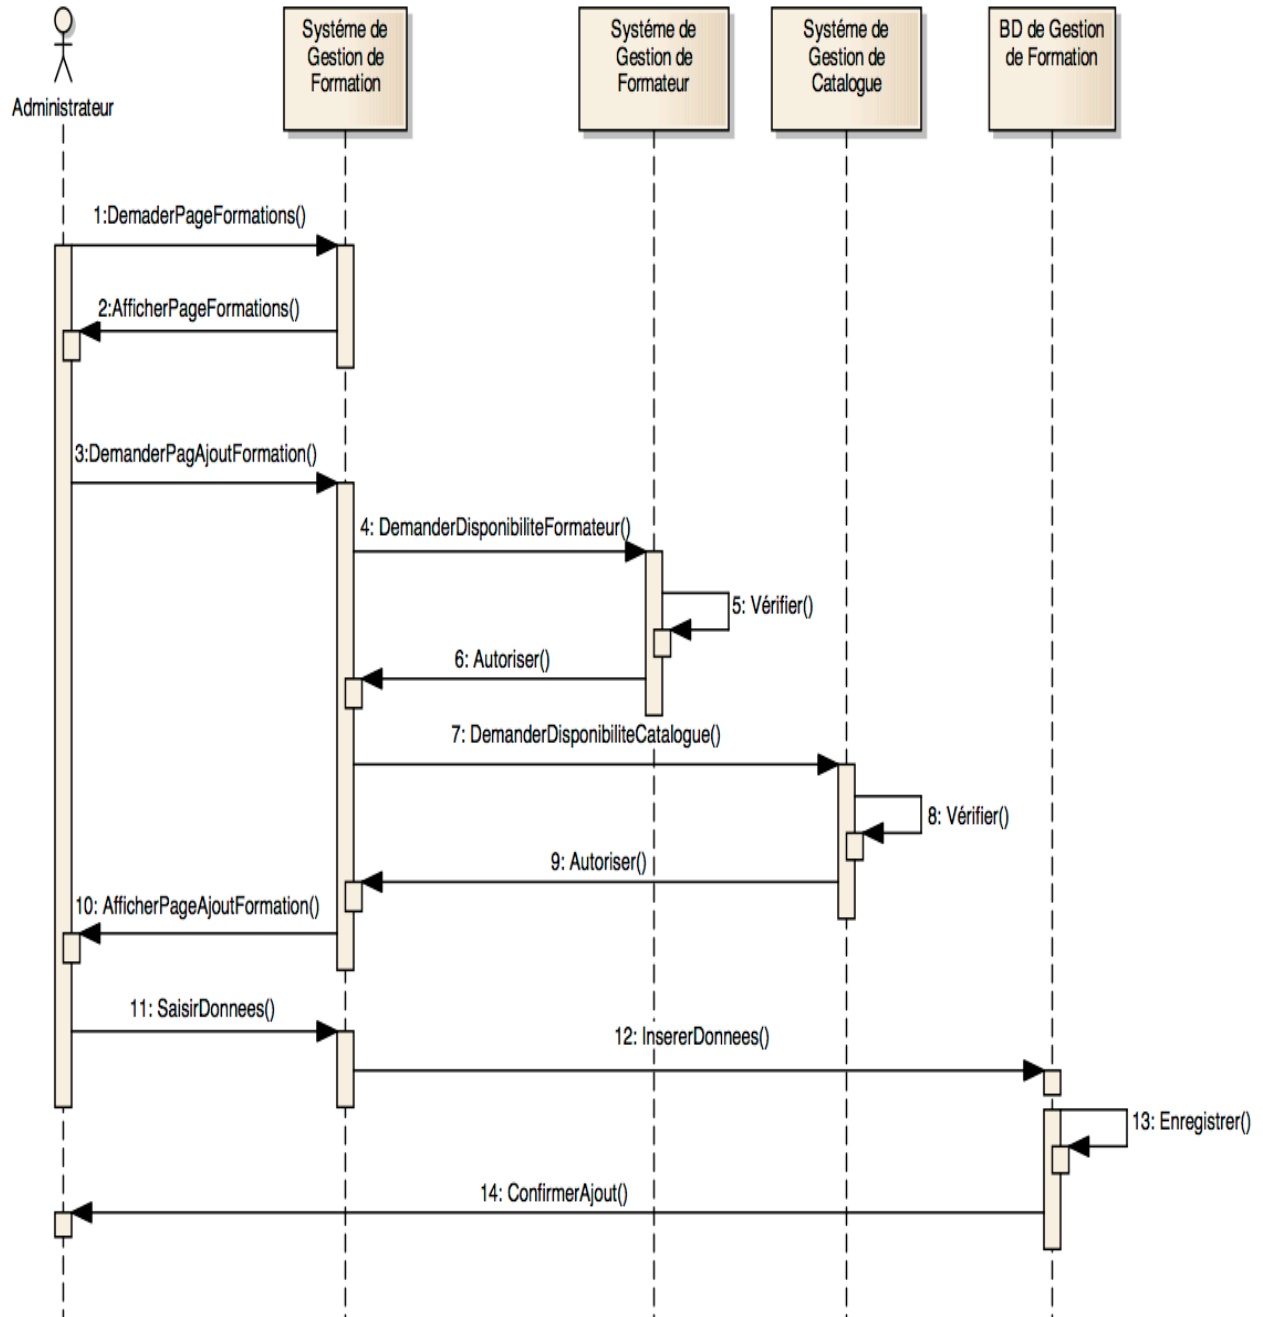 Administrateur
Systéme de
Gestion de
Formation
Systéme de
Gestion de
Formateur
Systéme de
Gestion de
Catalogue
BD de Gestion
de Formation
1:DemaderPageFormations()
2:AfficherPageFormations()
3:DemanderPagAjoutFormation()
4: DemanderDisponibiliteFormateur()
5: Vérifier()
6: Autoriser()
7: DemanderDisponibiliteCatalogue()
8: Vérifier()
9: Autoriser()
10: AfficherPageAjoutFormation()
11: SaisirDonnees()
12: InsererDonnees()
13: Enregistrer()
14: ConfirmerAjout()